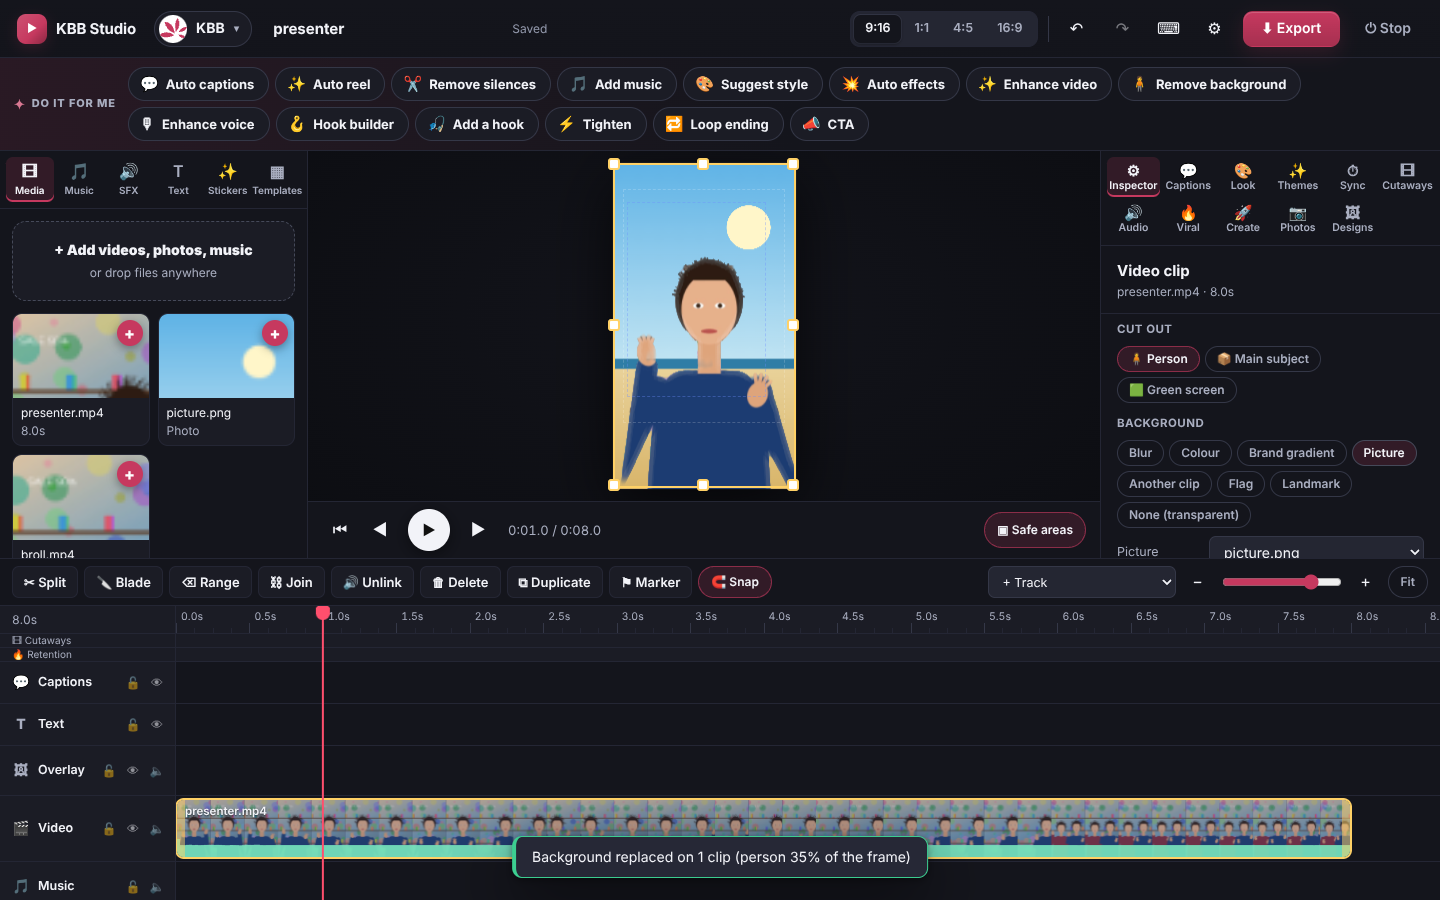 KBB Studio
KBB
presenter
Saved
9:16 1:1 4:5 16:9
Export
Stop
DO IT FOR ME
Auto captions
Auto reel
Remove silences
Add music
Suggest style
Auto effects
Enhance video
Remove background
Enhance voice
Hook builder
Add a hook
Tighten
Loop ending
CTA
Media
Music
SFX
Text
Stickers
Templates
+ Add videos, photos, music
or drop files anywhere
presenter.mp4
8.0s
picture.png
Photo
broll.mp4
0:01.0 / 0:08.0
Safe areas
Inspector
Captions
Look
Themes
Sync
Cutaways
Audio
Viral
Create
Photos
Designs
Video clip
presenter.mp4 · 8.0s
CUT OUT
Person
Main subject
Green screen
BACKGROUND
Blur
Colour
Brand gradient
Picture
Another clip
Flag
Landmark
None (transparent)
Picture
picture.png
Split
Blade
Range
Join
Unlink
Delete
Duplicate
Marker
Snap
+ Track
Fit
8.0s
0.0s 0.5s 1.0s 1.5s 2.0s 2.5s 3.0s 3.5s 4.0s 4.5s 5.0s 5.5s 6.0s 6.5s 7.0s 7.5s 8.0s 8.
Cutaways
Retention
Captions
Text
Overlay
Video
presenter.mp4
Background replaced on 1 clip (person 35% of the frame)
Music